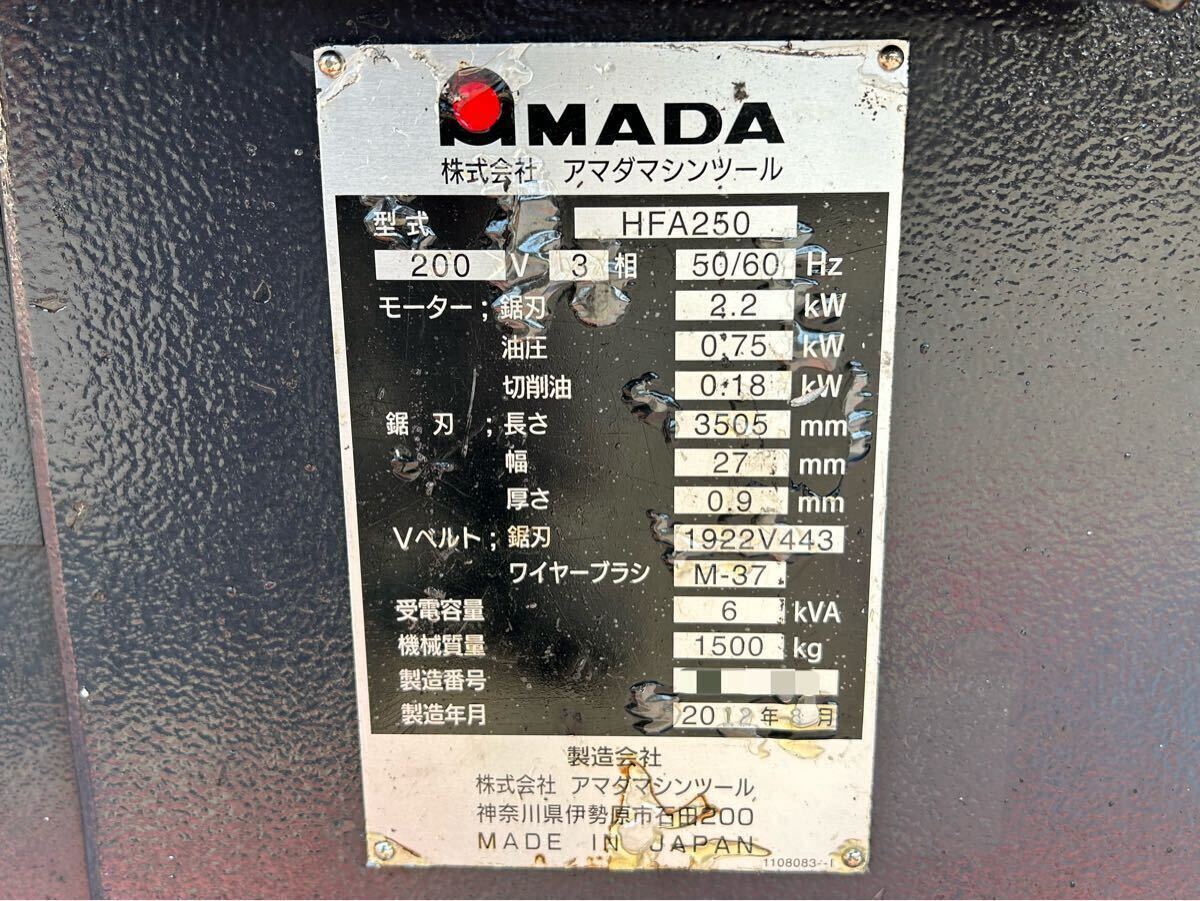 AMADA
株式会社 アマダマシンツール
型式 HFA250
200 V 3 相 50/60 Hz
モーター ; 鋸刃 2.2 kW
油圧 0.75 kW
切削油 0.18 kW
鋸 刃 ; 長さ 3505 mm
幅 27 mm
厚さ 0.9 mm
Vベルト ; 鋸刃 1922V443
ワイヤーブラシ M-37
受電容量 6 kVA
機械質量 1500 kg
製造番号
製造年月 2012 年 8 月
製造会社
株式会社 アマダマシンツール
神奈川県伊勢原市石田200
MADE IN JAPAN
1108083--1